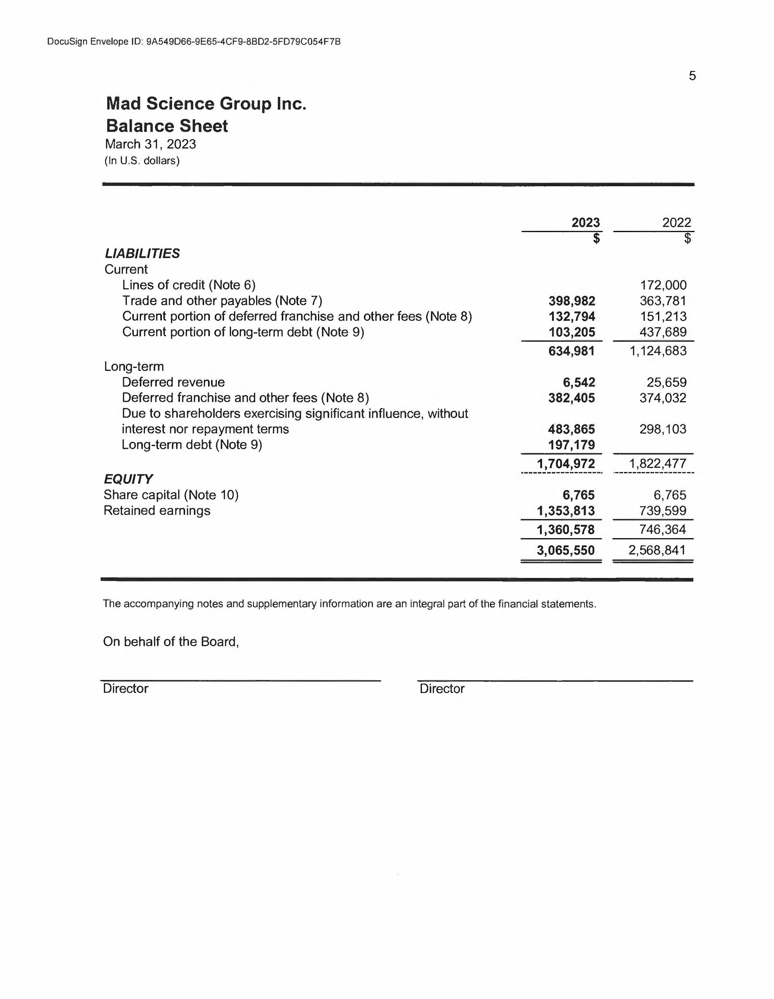 DocuSign Envelope ID: 9A549D66-9E65-4CF9-8BD2-5FD79C054F7B
5
Mad Science Group Inc.
Balance Sheet
March 31, 2023
(In U.S. dollars)
2023 2022
$ $
LIABILITIES
Current
Lines of credit (Note 6) 172,000
Trade and other payables (Note 7) 398,982 363,781
Current portion of deferred franchise and other fees (Note 8) 132,794 151,213
Current portion of long-term debt (Note 9) 103,205 437,689
634,981 1,124,683
Long-term
Deferred revenue 6,542 25,659
Deferred franchise and other fees (Note 8) 382,405 374,032
Due to shareholders exercising significant influence, without
interest nor repayment terms 483,865 298,103
Long-term debt (Note 9) 197,179
1,704,972 1,822,477
EQUITY
Share capital (Note 10) 6,765 6,765
Retained earnings 1,353,813 739,599
1,360,578 746,364
3,065,550 2,568,841
The accompanying notes and supplementary information are an integral part of the financial statements.
On behalf of the Board,
Director Director